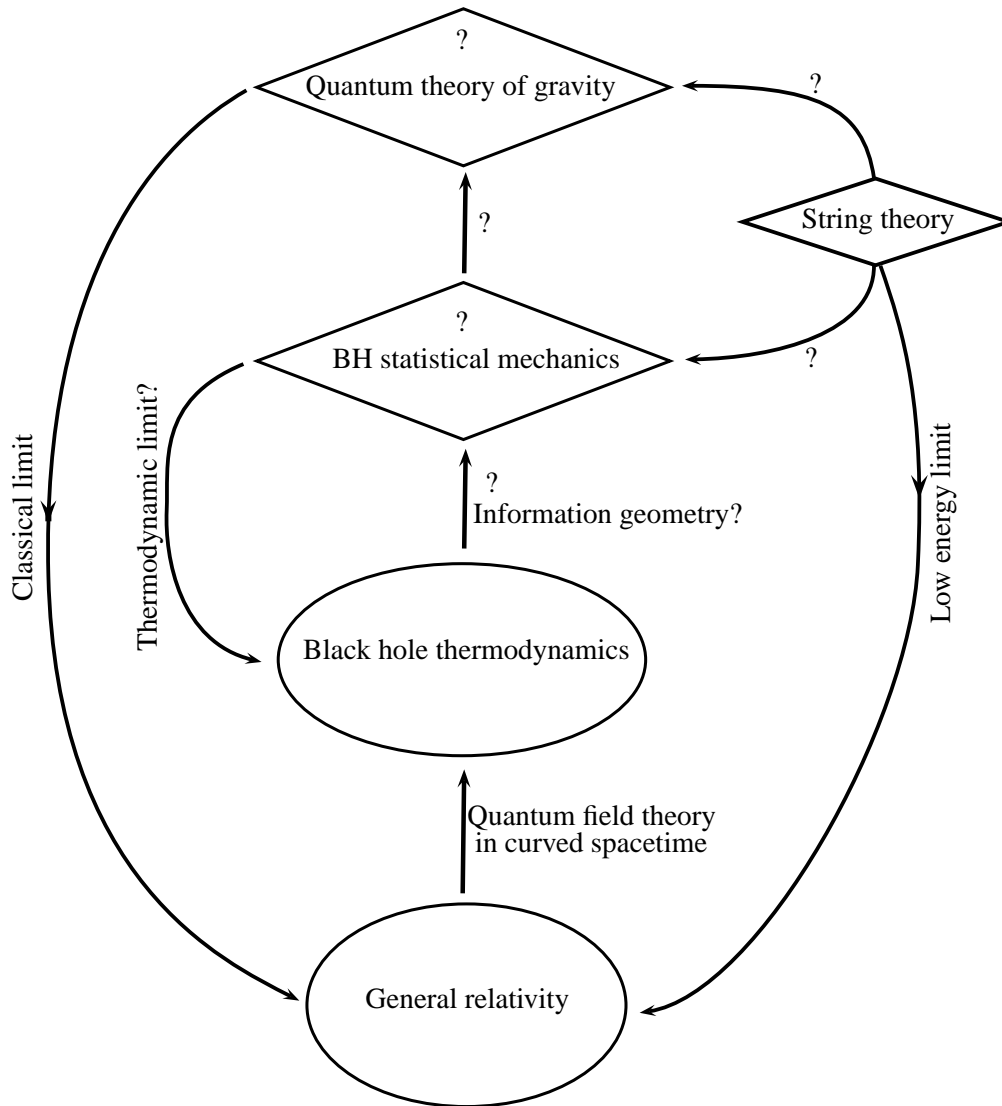 ?
Quantum theory of gravity
?
String theory
?
?
BH statistical mechanics
?
Thermodynamic limit?
Classical limit
Low energy limit
?
Information geometry?
Black hole thermodynamics
Quantum field theory
in curved spacetime
General relativity